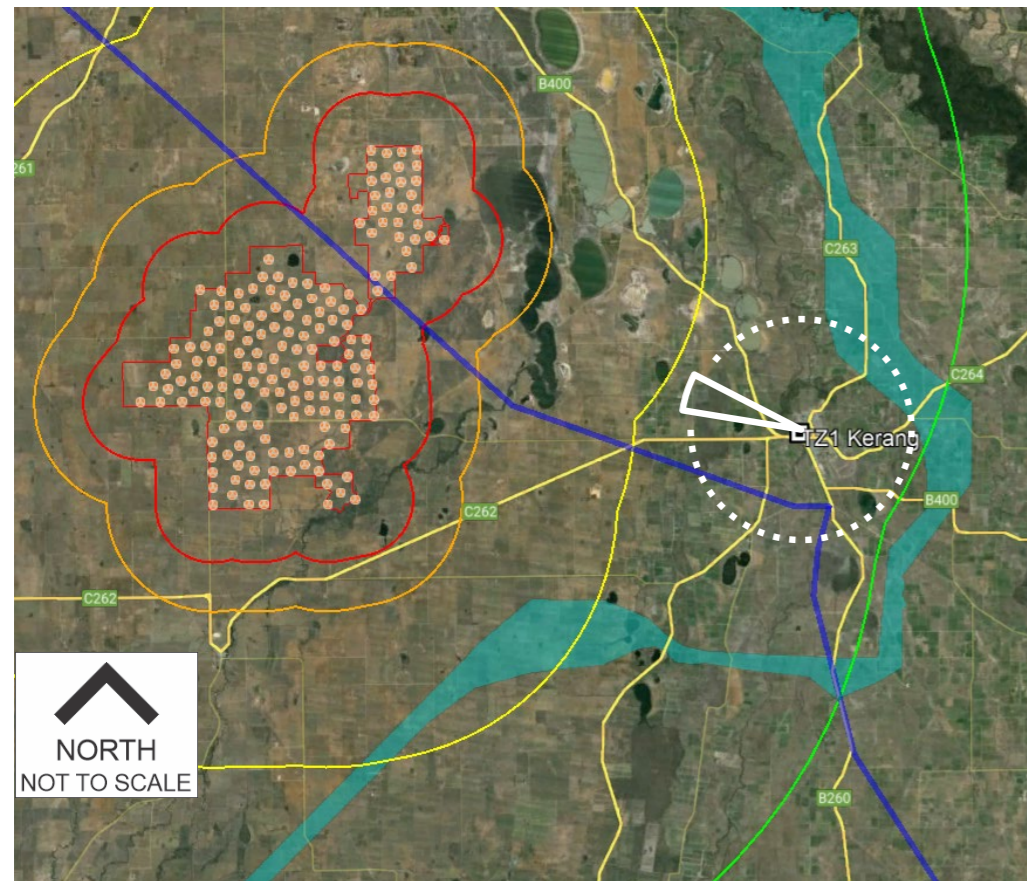 B400
261
C263
C264
TZ1 Kerang
B400
C262
C262
NORTH
NOT TO SCALE
B260